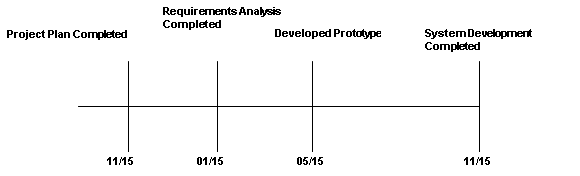 Requirements Analysis
Completed
Project Plan Completed
Developed Prototype
System Development
Completed
11/15
01/15
05/15
11/15